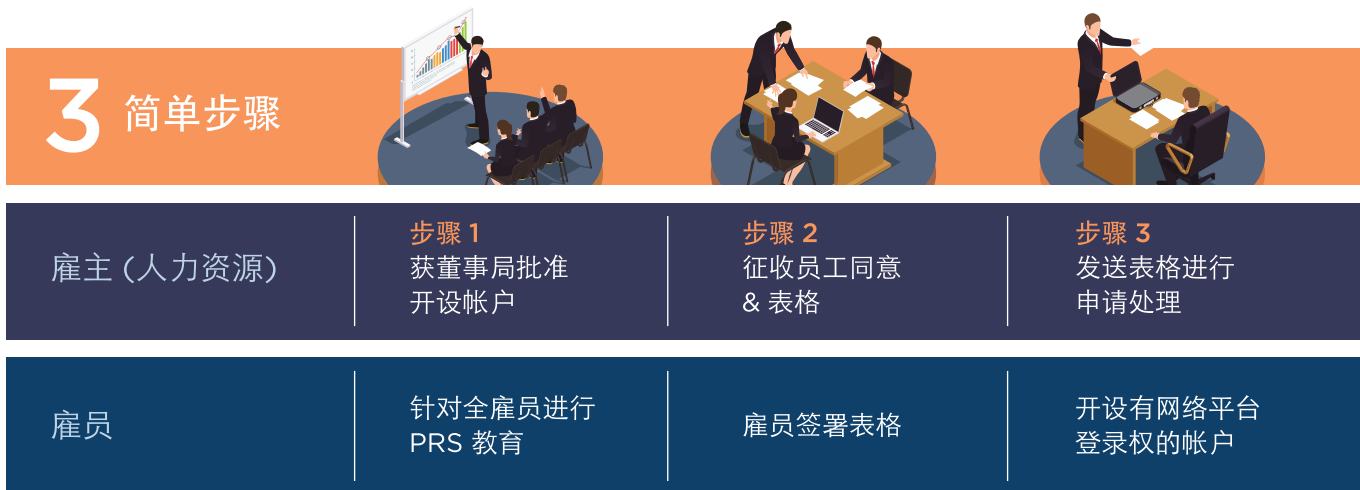 3 简单步骤
雇主 (人力资源)
步骤 1
获董事局批准
开设帐户
步骤 2
征收员工同意
& 表格
步骤 3
发送表格进行
申请处理
雇员
针对全雇员进行
PRS 教育
雇员签署表格
开设有网络平台
登录权的帐户